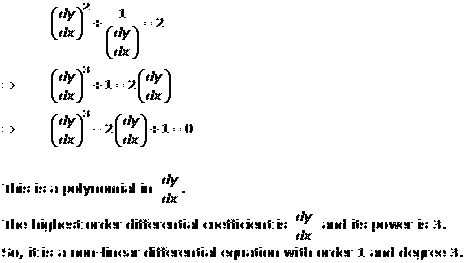 (dy/dx)^2 + 1/(dy/dx) = 2
=> (dy/dx)^3 + 1 = 2(dy/dx)
=> (dy/dx)^3 - 2(dy/dx) + 1 = 0
This is a polynomial in dy/dx.
The highest order differential coefficient is dy/dx and its power is 3.
So, it is a non-linear differential equation with order 1 and degree 3.